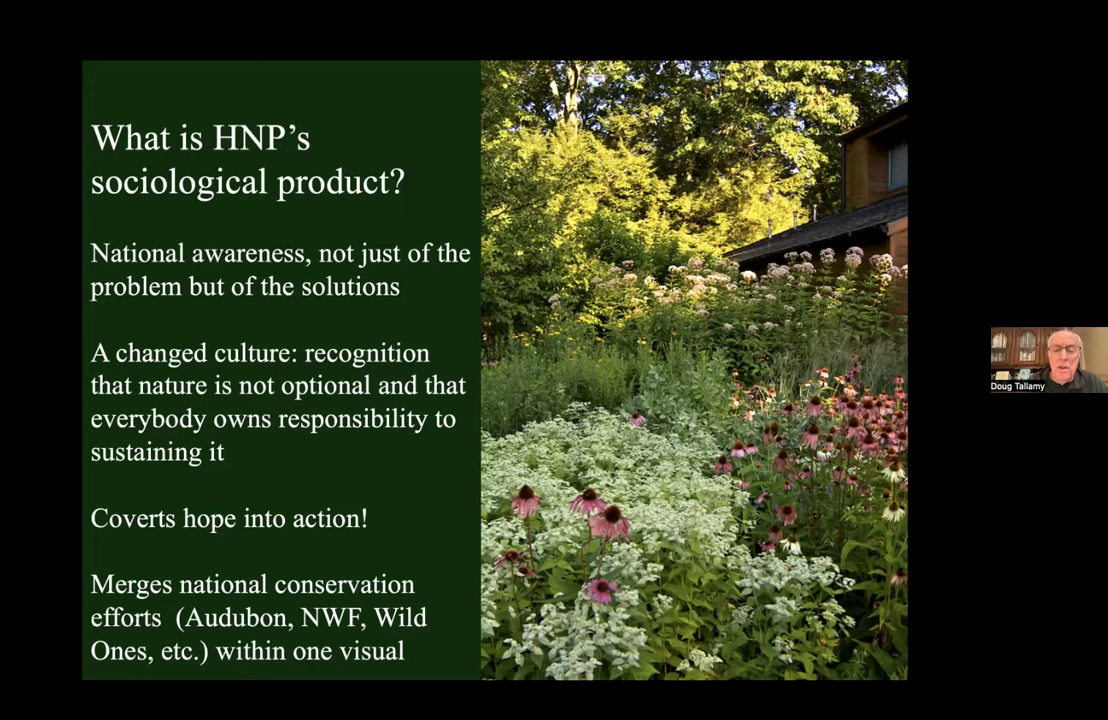 What is HNP’s
sociological product?
National awareness, not just of the
problem but of the solutions
A changed culture: recognition
that nature is not optional and that
everybody owns responsibility to
sustaining it
Coverts hope into action!
Merges national conservation
efforts  (Audubon, NWF, Wild
Ones, etc.) within one visual
Doug Tallamy